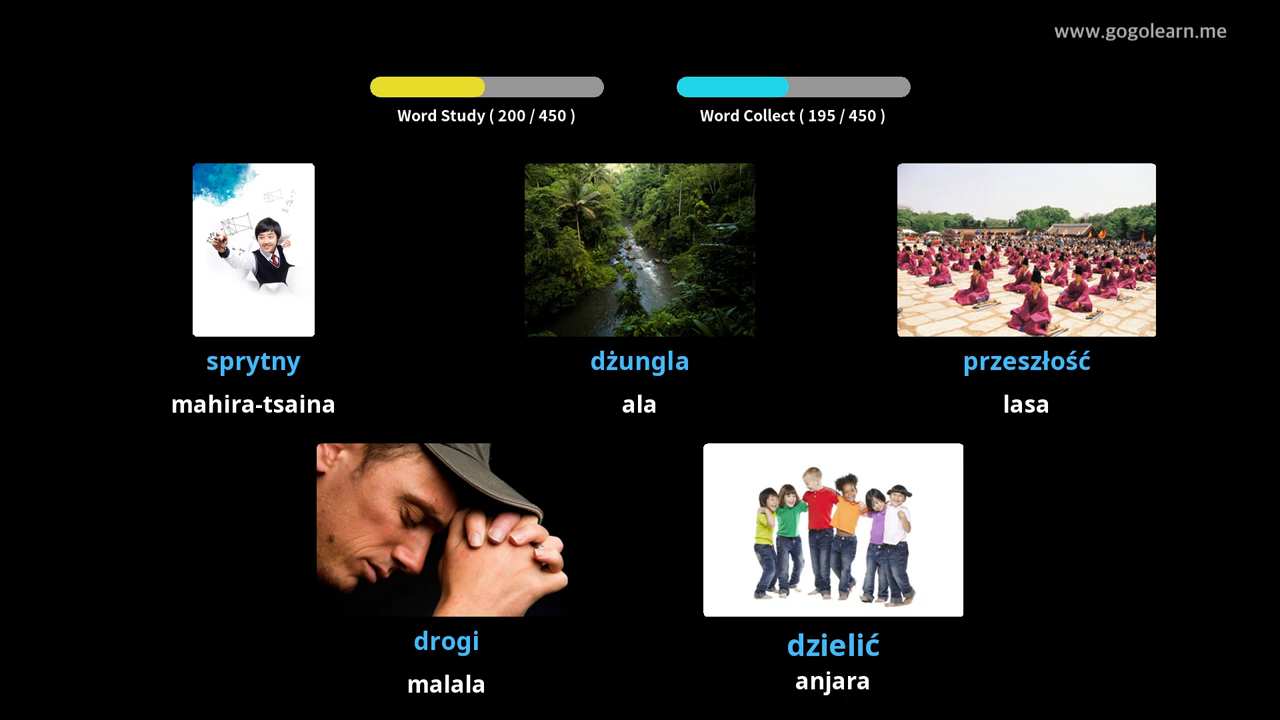 www.gogolearn.me
Word Study ( 200 / 450 )
Word Collect ( 195 / 450 )
sprytny
dżungla
przeszłość
mahira-tsaina
ala
lasa
drogi
dzielić
malala
anjara